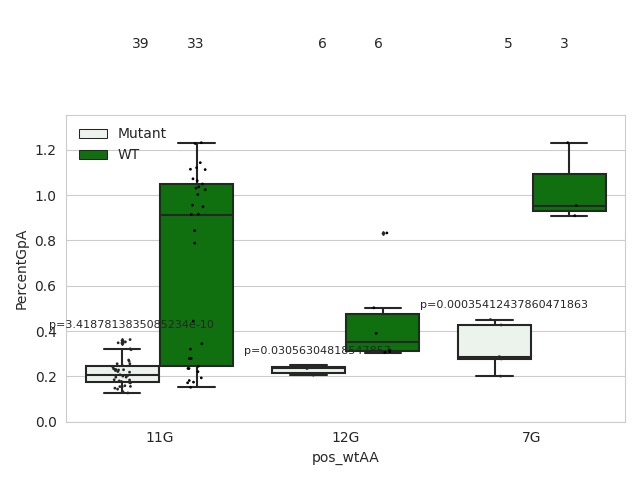 39 33 6 6 5 3
Mutant
WT
1.2
1.0
0.8
0.6
0.4
0.2
0.0
PercentGpA
p=3.4187813835085234e-10
p=0.03056304818547852
p=0.00035412437860471863
11G 12G 7G
pos_wtAA